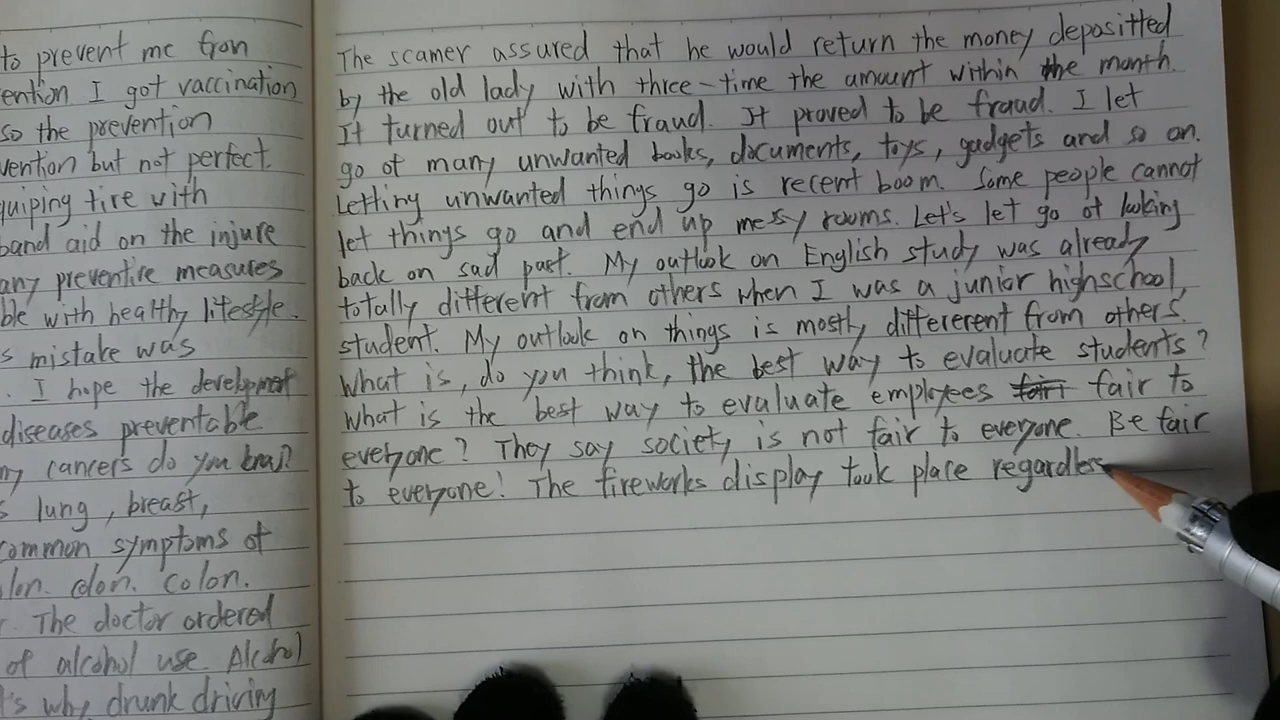 to prevent me from
ention I got vaccination
so the prevention
vention but not perfect.
quiping tire with
band aid on the injure
any preventive measures
ble with healthy lifestyle.
s mistake was
. I hope the development
diseases preventable
ny cancers do you
s lung, breast,
common symptoms of
lon. colon. colon.
r. The doctor ordered
of alcohol use. Alcohol
t's why drunk driving
The scamer assured that he would return the money depositted
by the old lady with three-time the amount within the month.
It turned out to be fraud. It proved to be fraud. I let
go of many unwanted books, documents, toys, gadgets and so on.
Letting unwanted things go is recent boom. Some people cannot
let things go and end up messy rooms. Let's let go of looking
back on sad past. My outlook on English study was already
totally different from others when I was a junior highschool,
student. My outlook on things is mostly differerent from others.
What is, do you think, the best way to evaluate students?
What is the best way to evaluate employees fair to
everyone? They say society is not fair to everyone. Be fair
to everyone! The fireworks display took place regardless